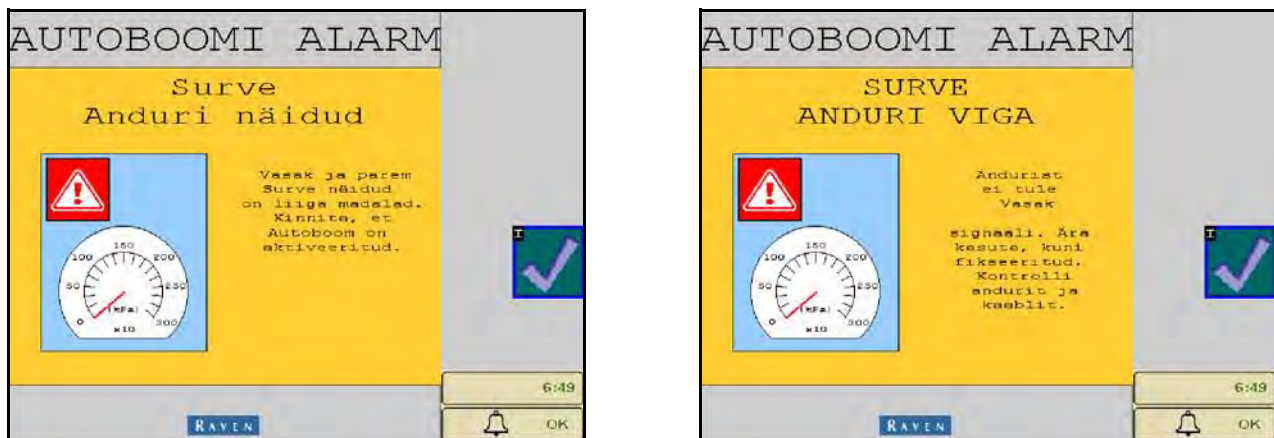 AUTOBOOMI ALARM
Surve
Anduri näidud
Vasak ja parem
Surve näidud
on liiga madalad.
Kinnita, et
Autoboom on
aktiveeritud.
150
100
200
50
250
(kPa)
0
300
x10
I
6:49
RAVEN
OK
AUTOBOOMI ALARM
SURVE
ANDURI VIGA
Andurist
ei tule
Vasak
signaali. Ära
kasuta, kuni
fikseeritud.
Kontrolli
andurit ja
kaablit.
150
100
200
50
250
(kPa)
0
300
x10
I
6:49
RAVEN
OK